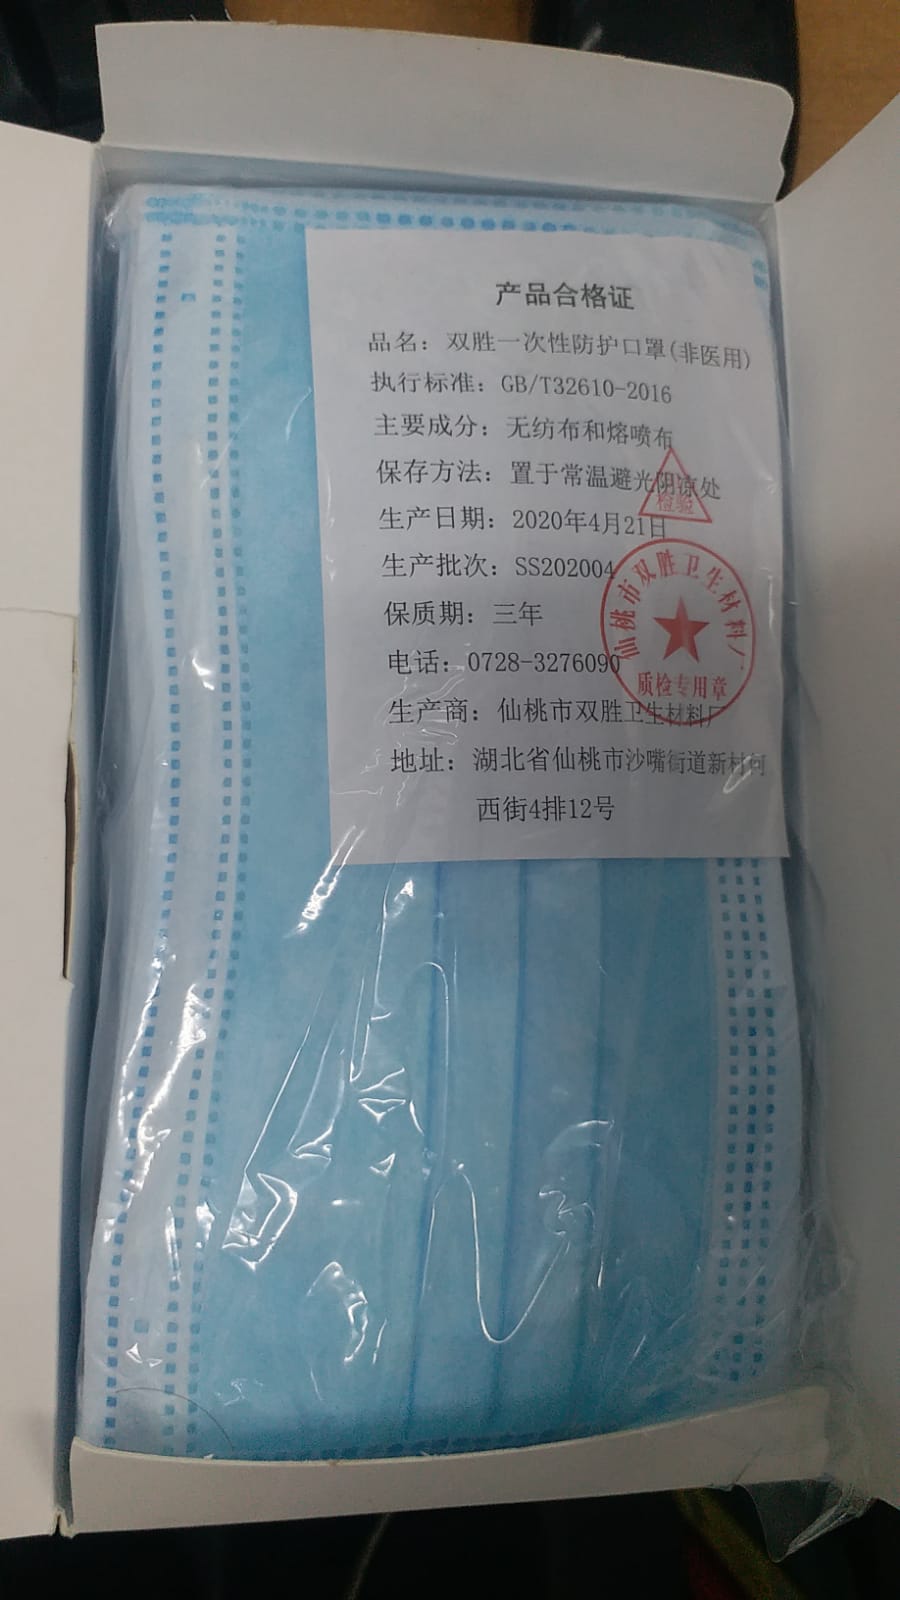 产品合格证
品名：双胜一次性防护口罩(非医用)
执行标准：GB/T32610-2016
主要成分：无纺布和熔喷布
保存方法：置于常温避光阴凉处
检验
生产日期：2020年4月21日
生产批次：SS202004
仙桃市双胜卫生材料厂
质检专用章
保质期：三年
电话：0728-3276090
生产商：仙桃市双胜卫生材料厂
地址：湖北省仙桃市沙嘴街道新村河
西街4排12号